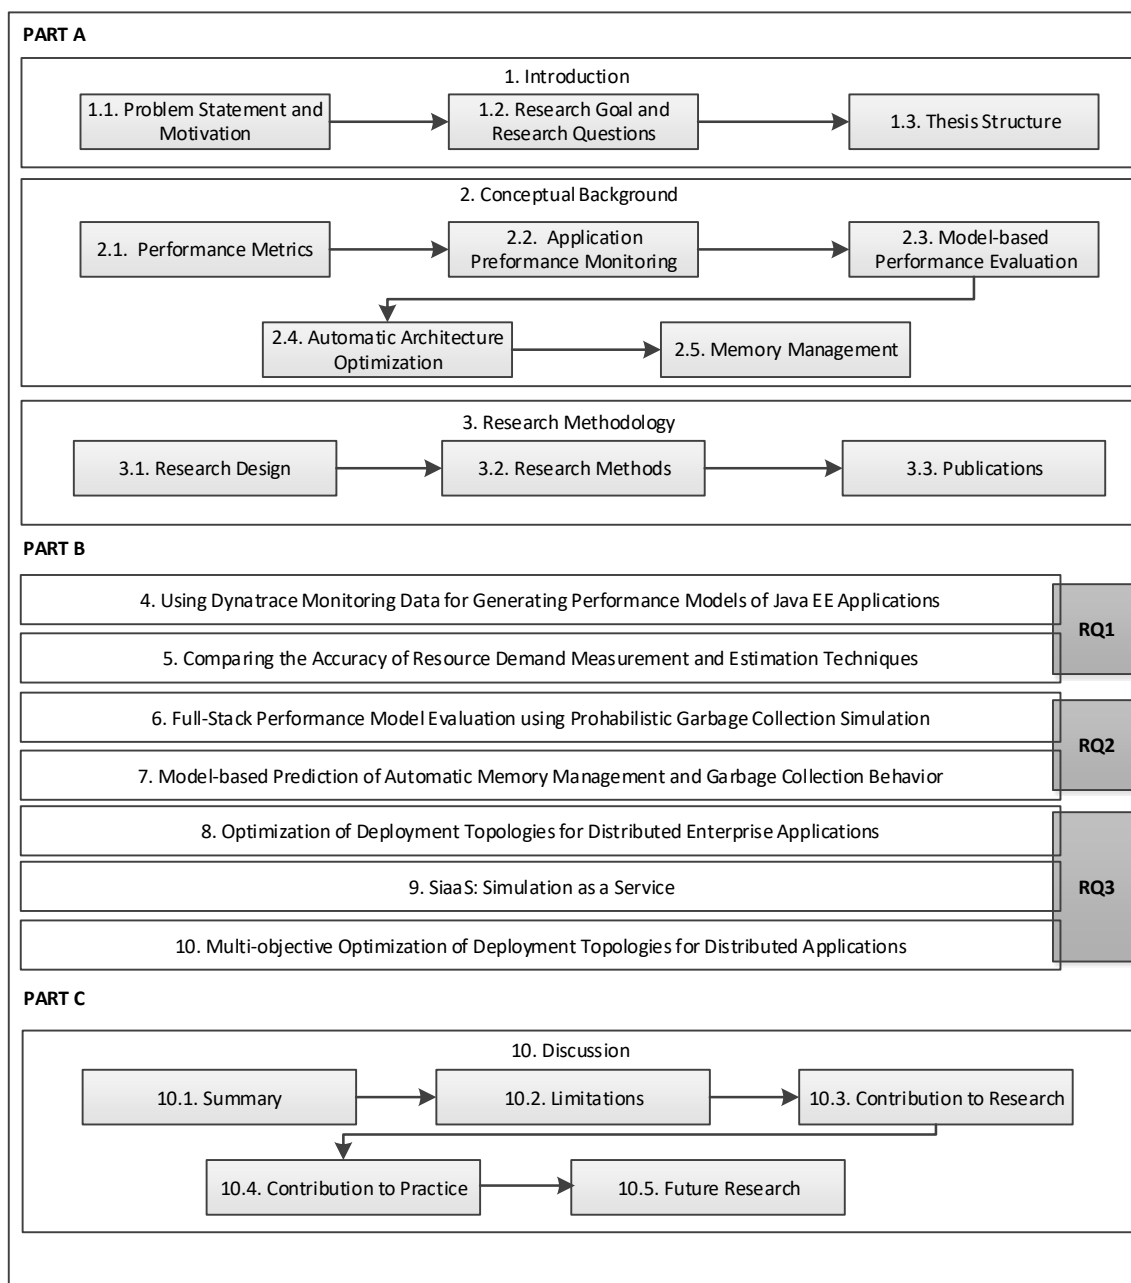 PART A
1. Introduction
1.1. Problem Statement and
Motivation
1.2. Research Goal and
Research Questions
1.3. Thesis Structure
2. Conceptual Background
2.1. Performance Metrics
2.2. Application
Preformance Monitoring
2.3. Model-based
Performance Evaluation
2.4. Automatic Architecture
Optimization
2.5. Memory Management
3. Research Methodology
3.1. Research Design
3.2. Research Methods
3.3. Publications
PART B
4. Using Dynatrace Monitoring Data for Generating Performance Models of Java EE Applications
5. Comparing the Accuracy of Resource Demand Measurement and Estimation Techniques
RQ1
6. Full-Stack Performance Model Evaluation using Prohabilistic Garbage Collection Simulation
7. Model-based Prediction of Automatic Memory Management and Garbage Collection Behavior
RQ2
8. Optimization of Deployment Topologies for Distributed Enterprise Applications
9. SiaaS: Simulation as a Service
10. Multi-objective Optimization of Deployment Topologies for Distributed Applications
RQ3
PART C
10. Discussion
10.1. Summary
10.2. Limitations
10.3. Contribution to Research
10.4. Contribution to Practice
10.5. Future Research